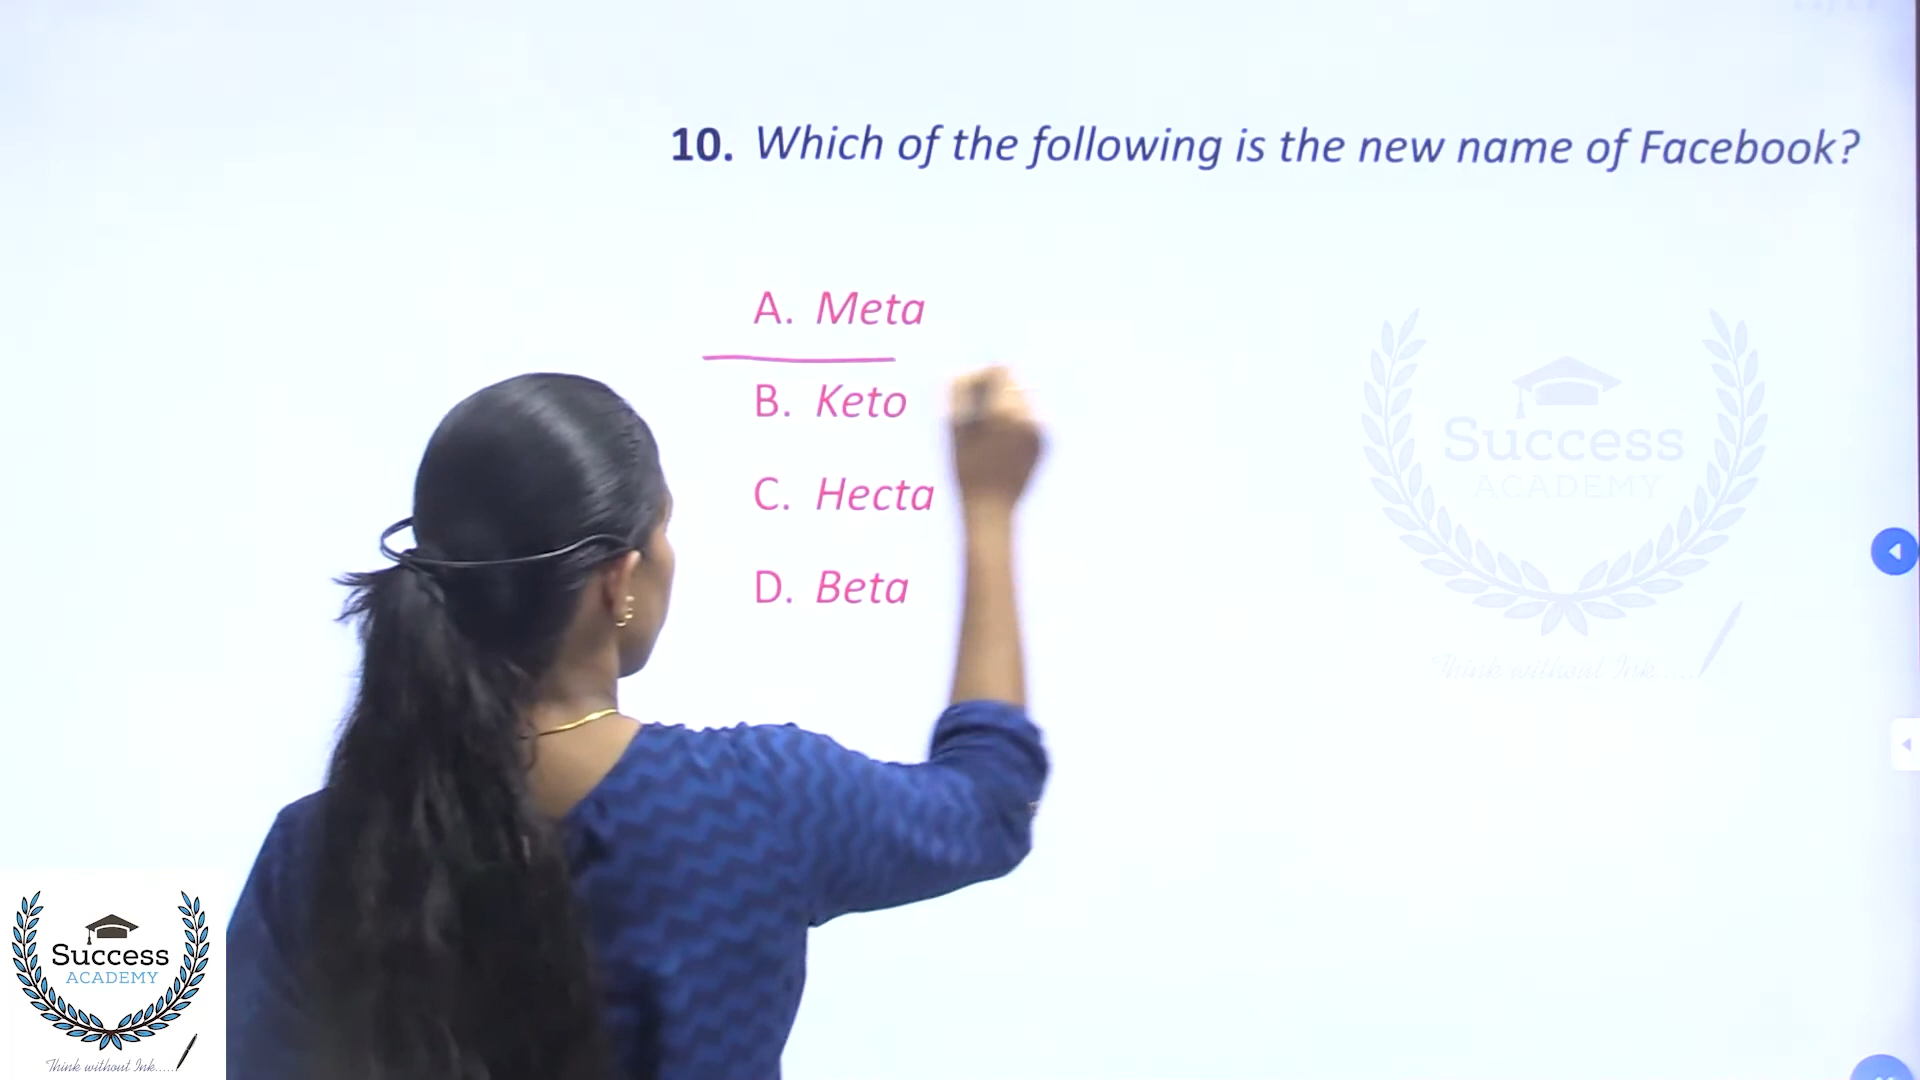 10. Which of the following is the new name of Facebook?
A. Meta
B. Keto
C. Hecta
D. Beta
Success
ACADEMY
Think without Ink....
Success
ACADEMY
Think without Ink.....